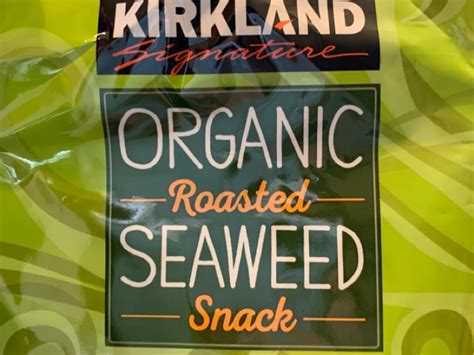 KIRKLAND
Signature
ORGANIC
Roasted
SEAWEED
Snack